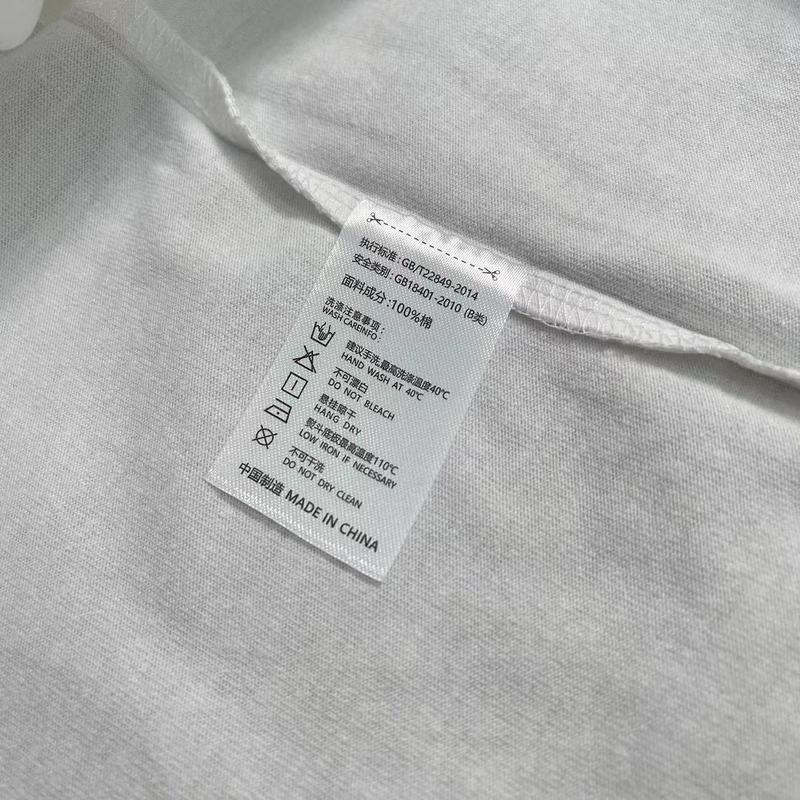 执行标准:GB/T22849-2014
安全类别:GB18401-2010 (B类)
面料成分:100%棉
洗涤注意事项:
WASH CAREINFO:
建议手洗,最高洗涤温度40℃
HAND WASH AT 40℃
不可漂白
DO NOT BLEACH
悬挂晾干
HANG DRY
熨斗底板最高温度110℃
LOW IRON IF NECESSARY
不可干洗
DO NOT DRY CLEAN
中国制造 MADE IN CHINA